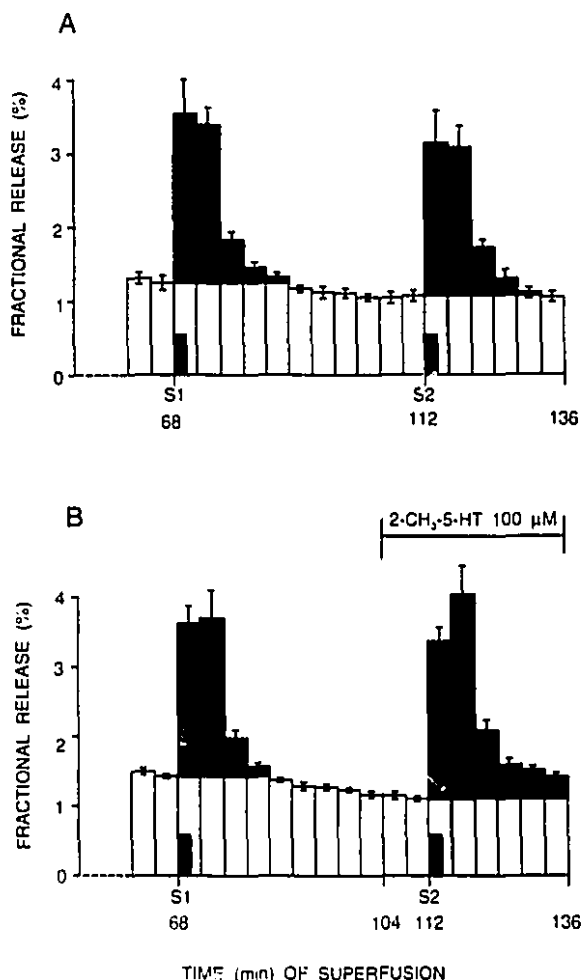 A
FRACTIONAL RELEASE (%)
4
3
2
1
0
S1
S2
68
112
136
B
2-CH₃-5-HT 100 μM
FRACTIONAL RELEASE (%)
4
3
2
1
0
S1
S2
68
104
112
136
TIME (min) OF SUPERFUSION